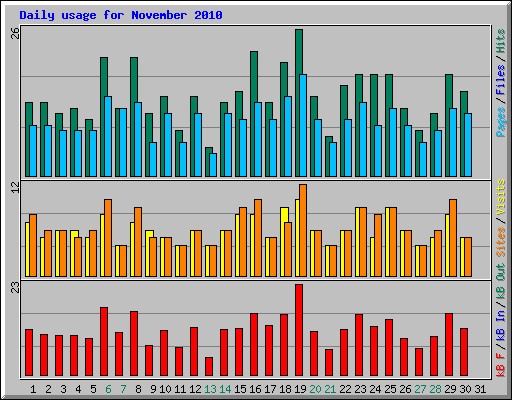 Daily usage for November 2010
26
Pages / Files / Hits
12
Sites / Visits
23
kB F / kB In / kB Out
1 2 3 4 5 6 7 8 9 10 11 12 13 14 15 16 17 18 19 20 21 22 23 24 25 26 27 28 29 30 31